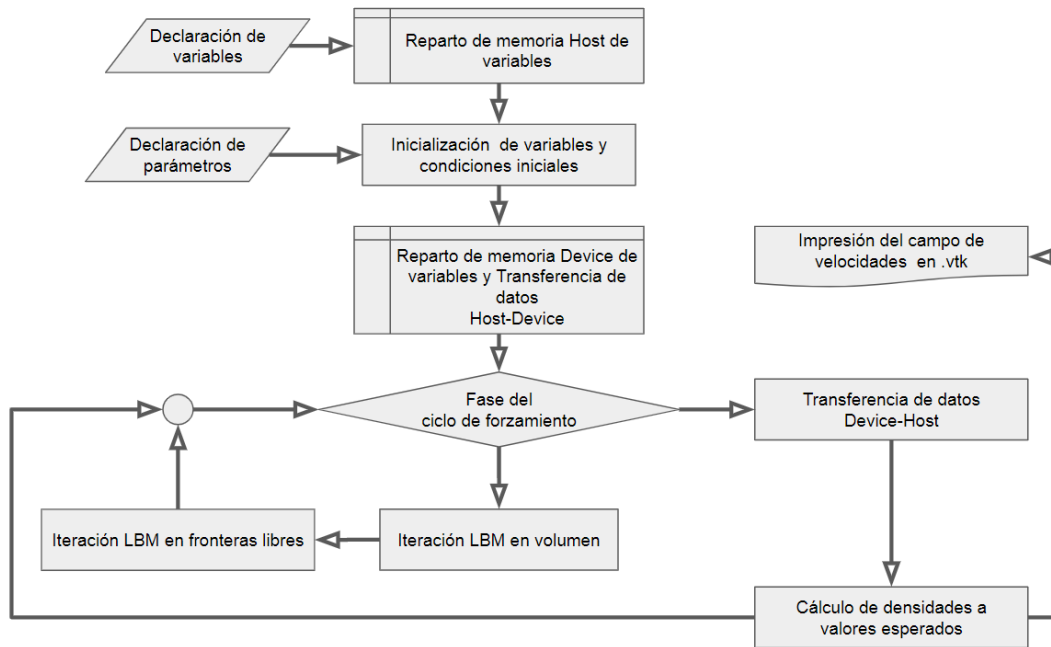 Declaración de
variables
Reparto de memoria Host de
variables
Declaración de
parámetros
Inicialización de variables y
condiciones iniciales
Reparto de memoria Device de
variables y Transferencia de
datos
Host-Device
Impresión del campo de
velocidades en .vtk
Fase del
ciclo de forzamiento
Transferencia de datos
Device-Host
Iteración LBM en fronteras libres
Iteración LBM en volumen
Cálculo de densidades a
valores esperados